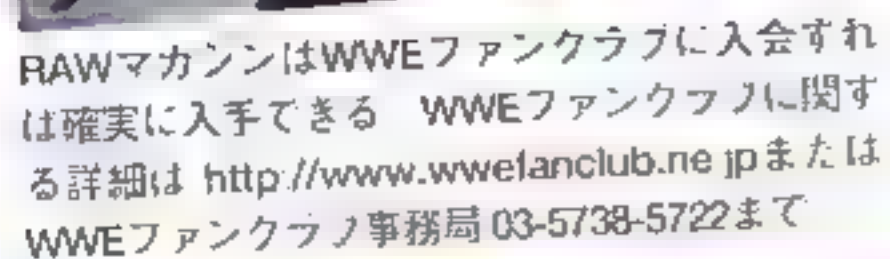 RAWマガジンはWWEファンクラブに入会すれ
ば確実に入手できる WWEファンクラブに関す
る詳細は http://www.wwefanclub.ne.jpまたは
WWEファンクラブ事務局 03-5738-5722まで